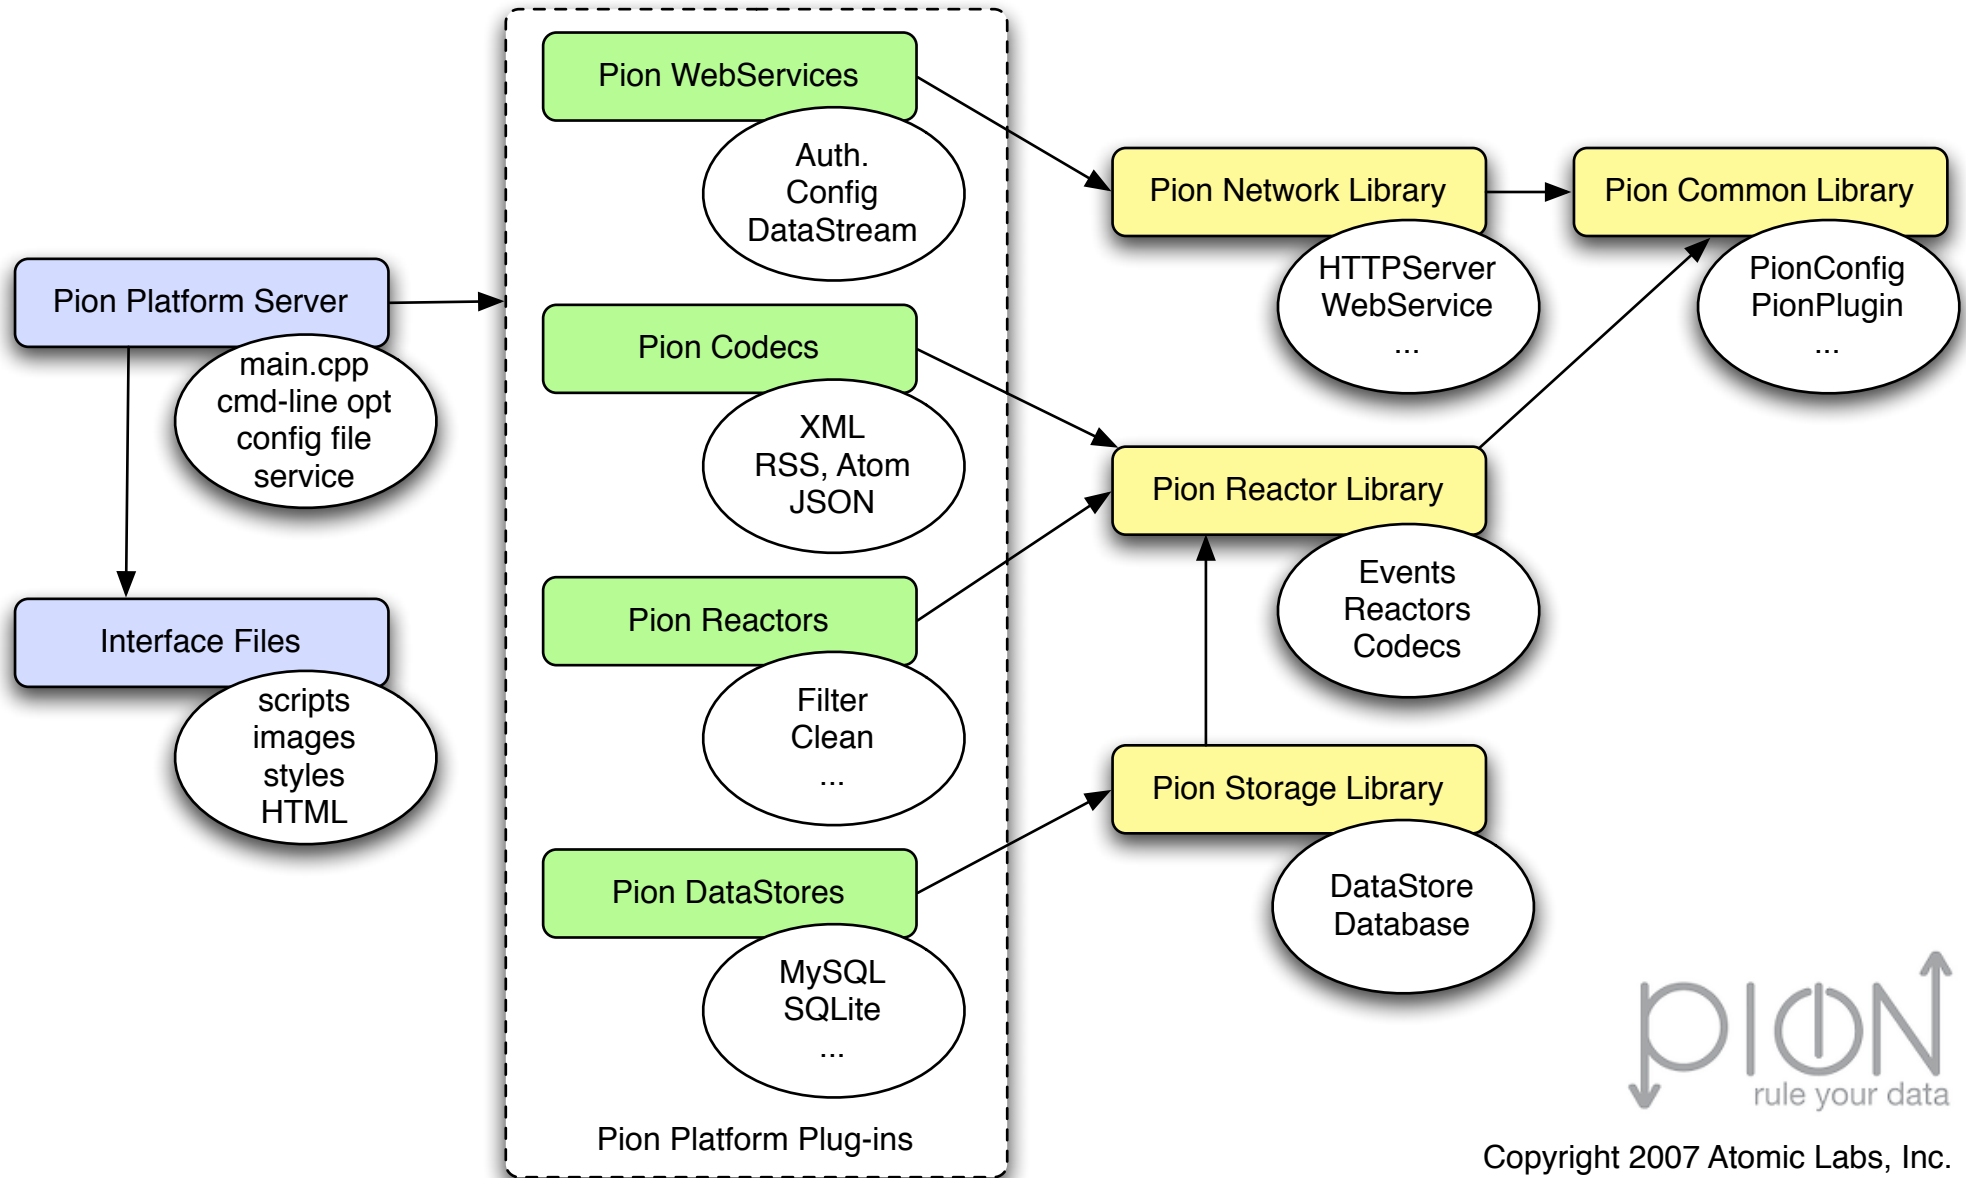 Pion Platform Server
main.cpp
cmd-line opt
config file
service
Interface Files
scripts
images
styles
HTML
Pion WebServices
Auth.
Config
DataStream
Pion Codecs
XML
RSS, Atom
JSON
Pion Reactors
Filter
Clean
...
Pion DataStores
MySQL
SQLite
...
Pion Platform Plug-ins
Pion Network Library
HTTPServer
WebService
...
Pion Common Library
PionConfig
PionPlugin
...
Pion Reactor Library
Events
Reactors
Codecs
Pion Storage Library
DataStore
Database
PION
rule your data
Copyright 2007 Atomic Labs, Inc.